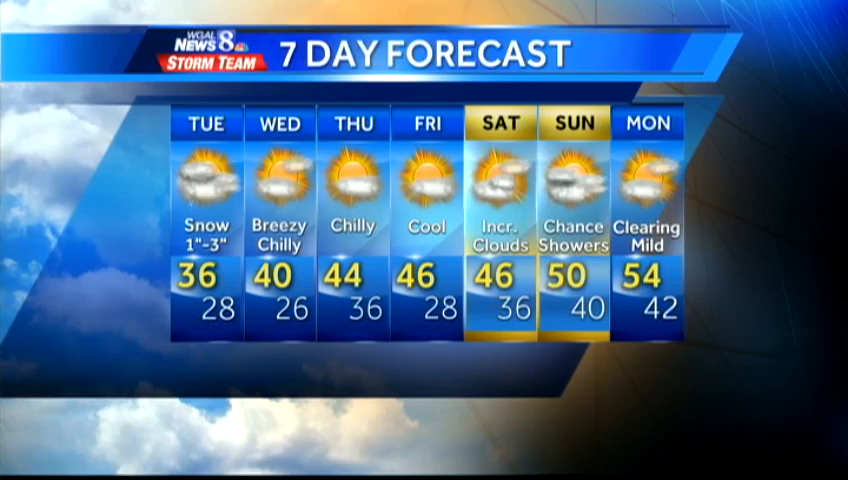 WGAL
NEWS 8
STORM TEAM
7 DAY FORECAST
TUE WED THU FRI SAT SUN MON
Snow 1"-3"
Breezy Chilly
Chilly
Cool
Incr. Clouds
Chance Showers
Clearing Mild
36 40 44 46 46 50 54
28 26 36 28 36 40 42